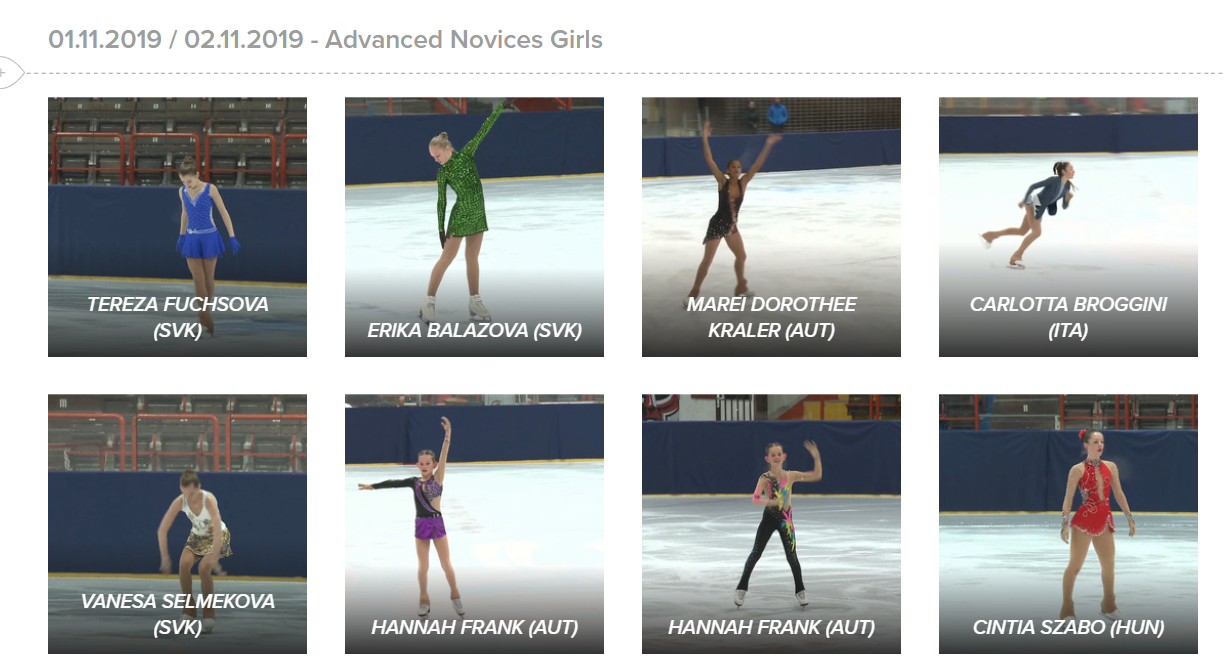 01.11.2019 / 02.11.2019 - Advanced Novices Girls
TEREZA FUCHSOVA
(SVK)
ERIKA BALAZOVA (SVK)
MAREI DOROTHEE
KRALER (AUT)
CARLOTTA BROGGINI
(ITA)
VANESA SELMEKOVA
(SVK)
HANNAH FRANK (AUT)
HANNAH FRANK (AUT)
CINTIA SZABO (HUN)